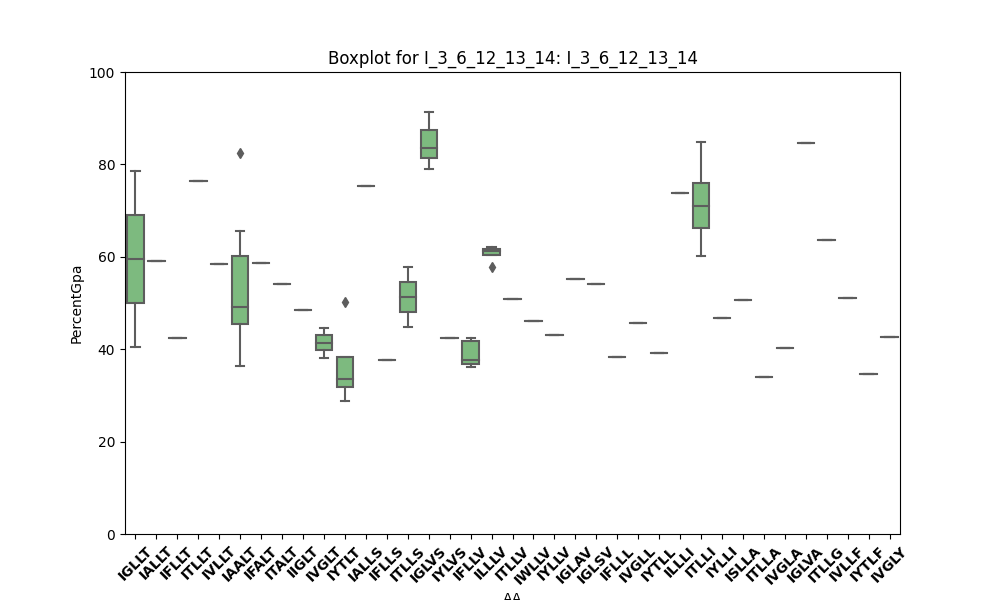 Boxplot for I_3_6_12_13_14: I_3_6_12_13_14
PercentGpa
100
80
60
40
20
0
IGLLT
IALLT
IFLLT
ITLLT
IVLLT
IAALT
IFALT
ITALT
IIGLT
IVGLT
IYTLT
IALLS
IFLLS
ITLLS
IGLVS
IYLVS
IFLLV
ILLLV
ITLLV
IWLLV
IYLLV
IGLAV
IGLSV
IFLLL
IVGLL
IYTLL
ILLLI
ITLLI
IYLLI
ISLLA
ITLLA
IVGLA
IGLVA
ITLLG
IVLLF
IYTLF
IVGLY
AA